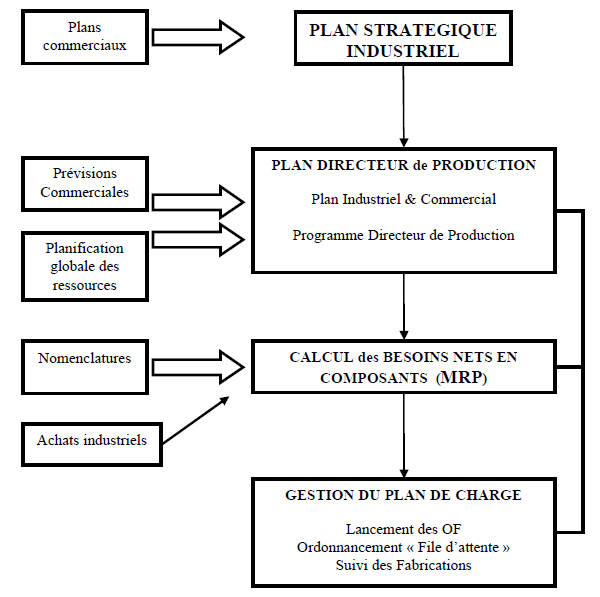 Plans
commerciaux
PLAN STRATEGIQUE
INDUSTRIEL
Prévisions
Commerciales
Planification
globale des
ressources
PLAN DIRECTEUR de PRODUCTION
Plan Industriel & Commercial
Programme Directeur de Production
Nomenclatures
Achats industriels
CALCUL des BESOINS NETS EN
COMPOSANTS (MRP)
GESTION DU PLAN DE CHARGE
Lancement des OF
Ordonnancement « File d'attente »
Suivi des Fabrications